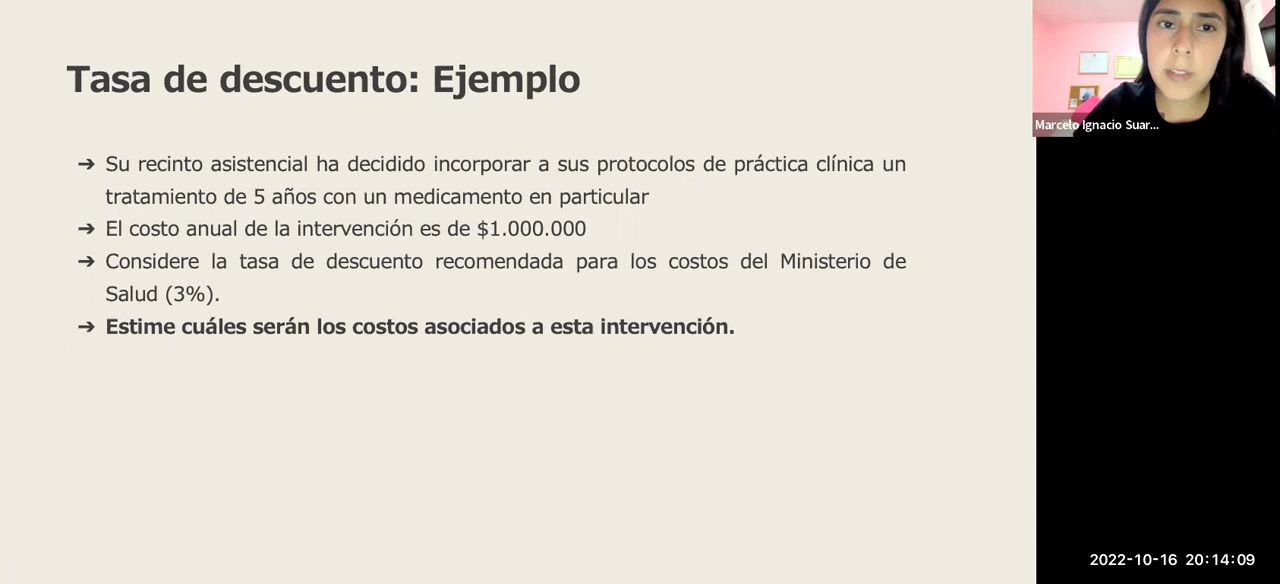 Tasa de descuento: Ejemplo
➔ Su recinto asistencial ha decidido incorporar a sus protocolos de práctica clínica un
tratamiento de 5 años con un medicamento en particular
➔ El costo anual de la intervención es de $1.000.000
➔ Considere la tasa de descuento recomendada para los costos del Ministerio de
Salud (3%).
➔ Estime cuáles serán los costos asociados a esta intervención.
Marcelo Ignacio Suar...
2022-10-16 20:14:09